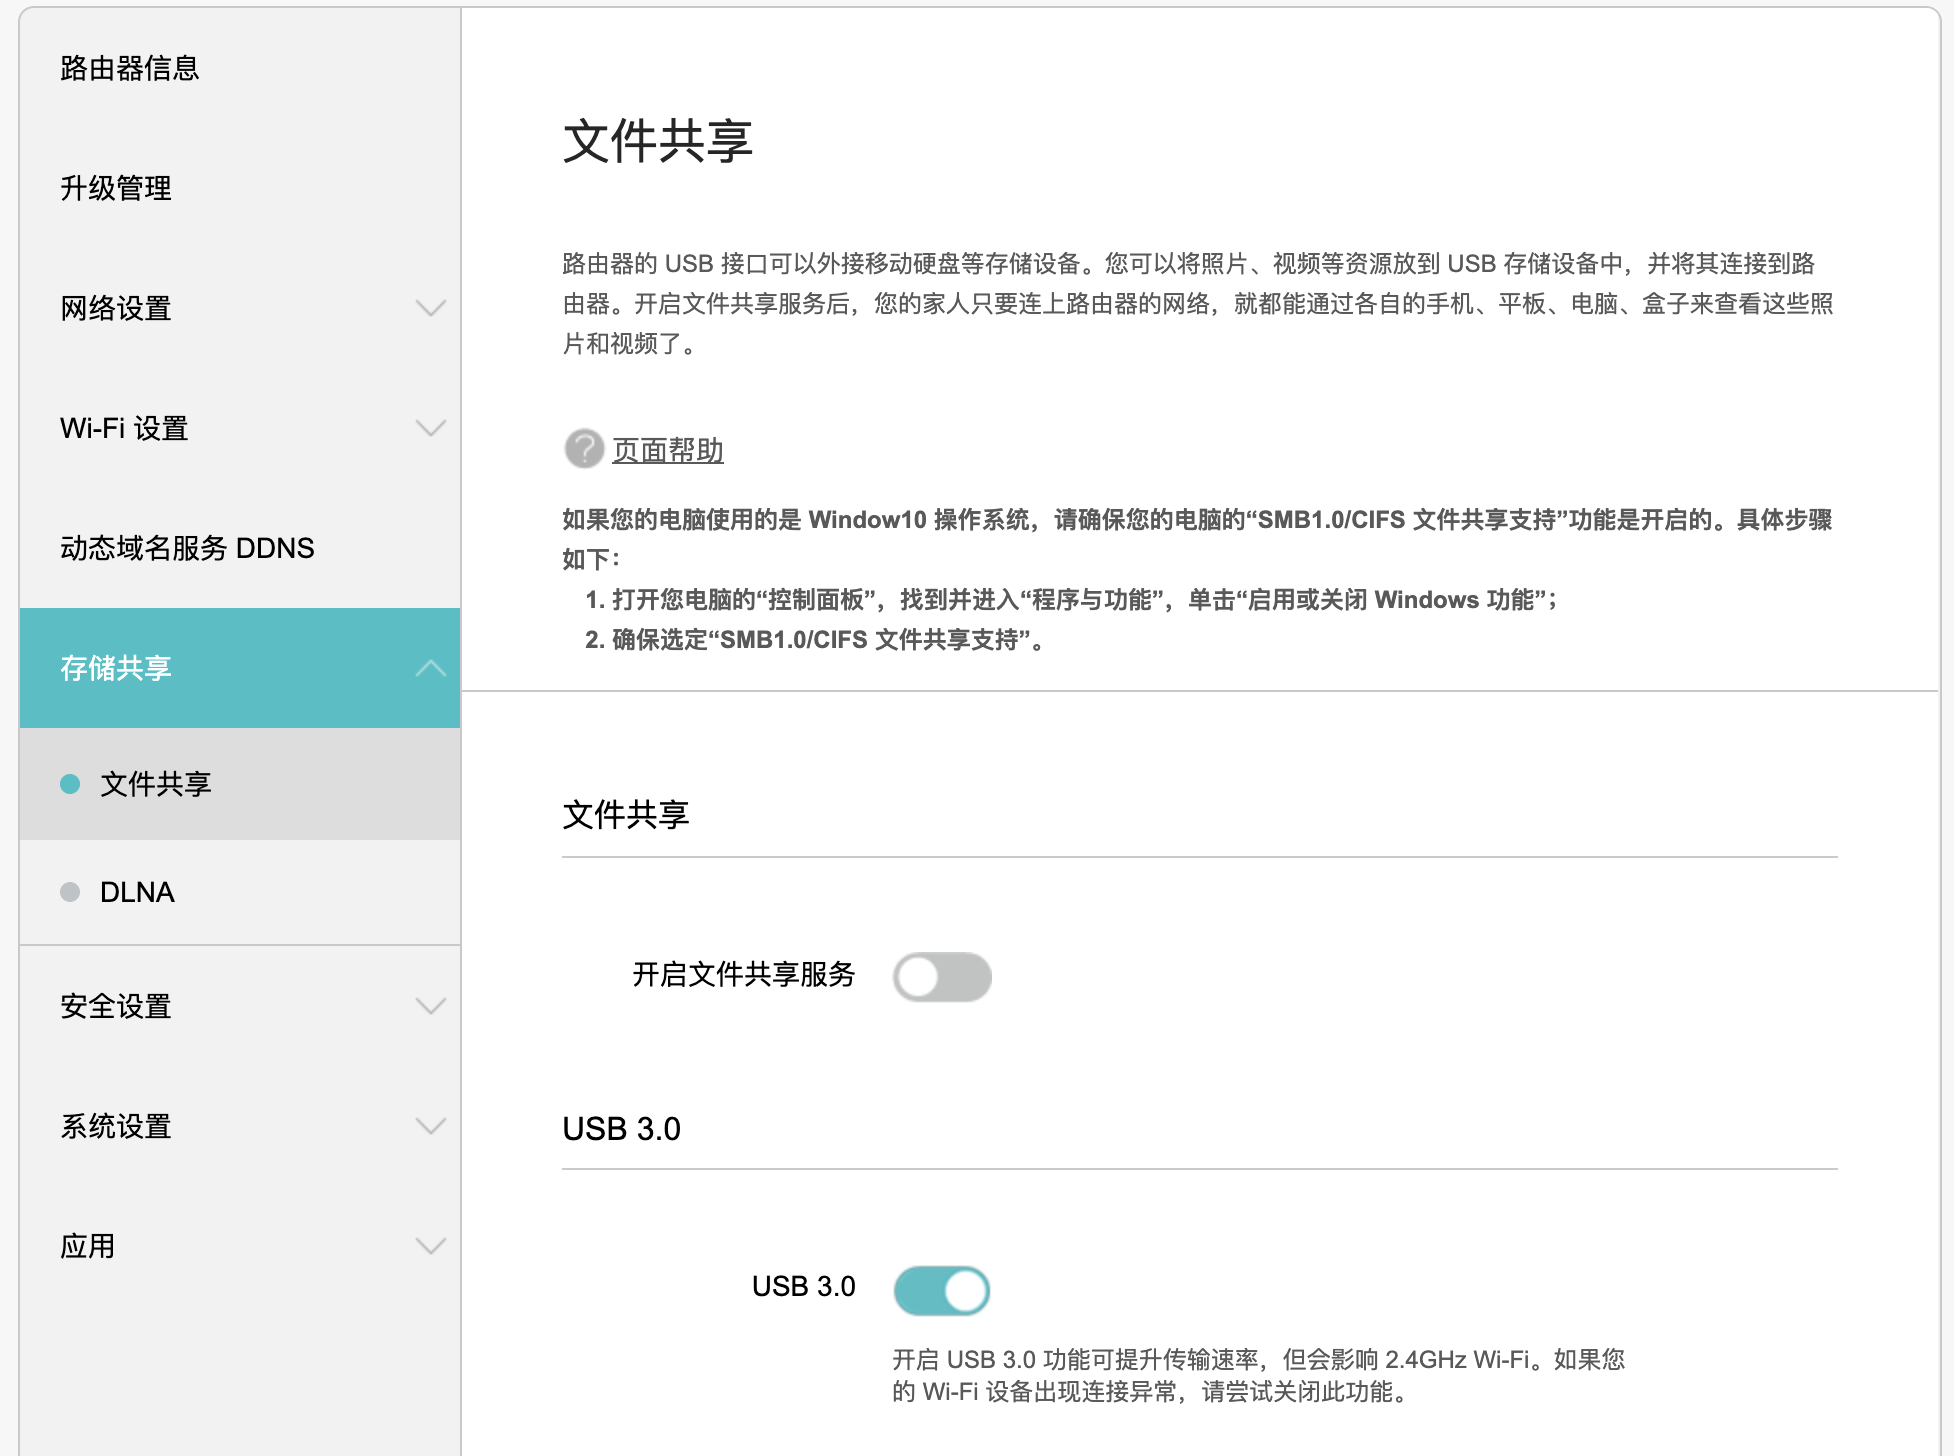 路由器信息
升级管理
网络设置
Wi-Fi 设置
动态域名服务 DDNS
存储共享
文件共享
DLNA
安全设置
系统设置
应用
文件共享
路由器的 USB 接口可以外接移动硬盘等存储设备。您可以将照片、视频等资源放到 USB 存储设备中，并将其连接到路
由器。开启文件共享服务后，您的家人只要连上路由器的网络，就都能通过各自的手机、平板、电脑、盒子来查看这些照
片和视频了。
?页面帮助
如果您的电脑使用的是 Window10 操作系统，请确保您的电脑的“SMB1.0/CIFS 文件共享支持”功能是开启的。具体步骤
如下：
1. 打开您电脑的“控制面板”，找到并进入“程序与功能”，单击“启用或关闭 Windows 功能”；
2. 确保选定“SMB1.0/CIFS 文件共享支持”。
文件共享
开启文件共享服务
USB 3.0
USB 3.0
开启 USB 3.0 功能可提升传输速率，但会影响 2.4GHz Wi-Fi。如果您
的 Wi-Fi 设备出现连接异常，请尝试关闭此功能。